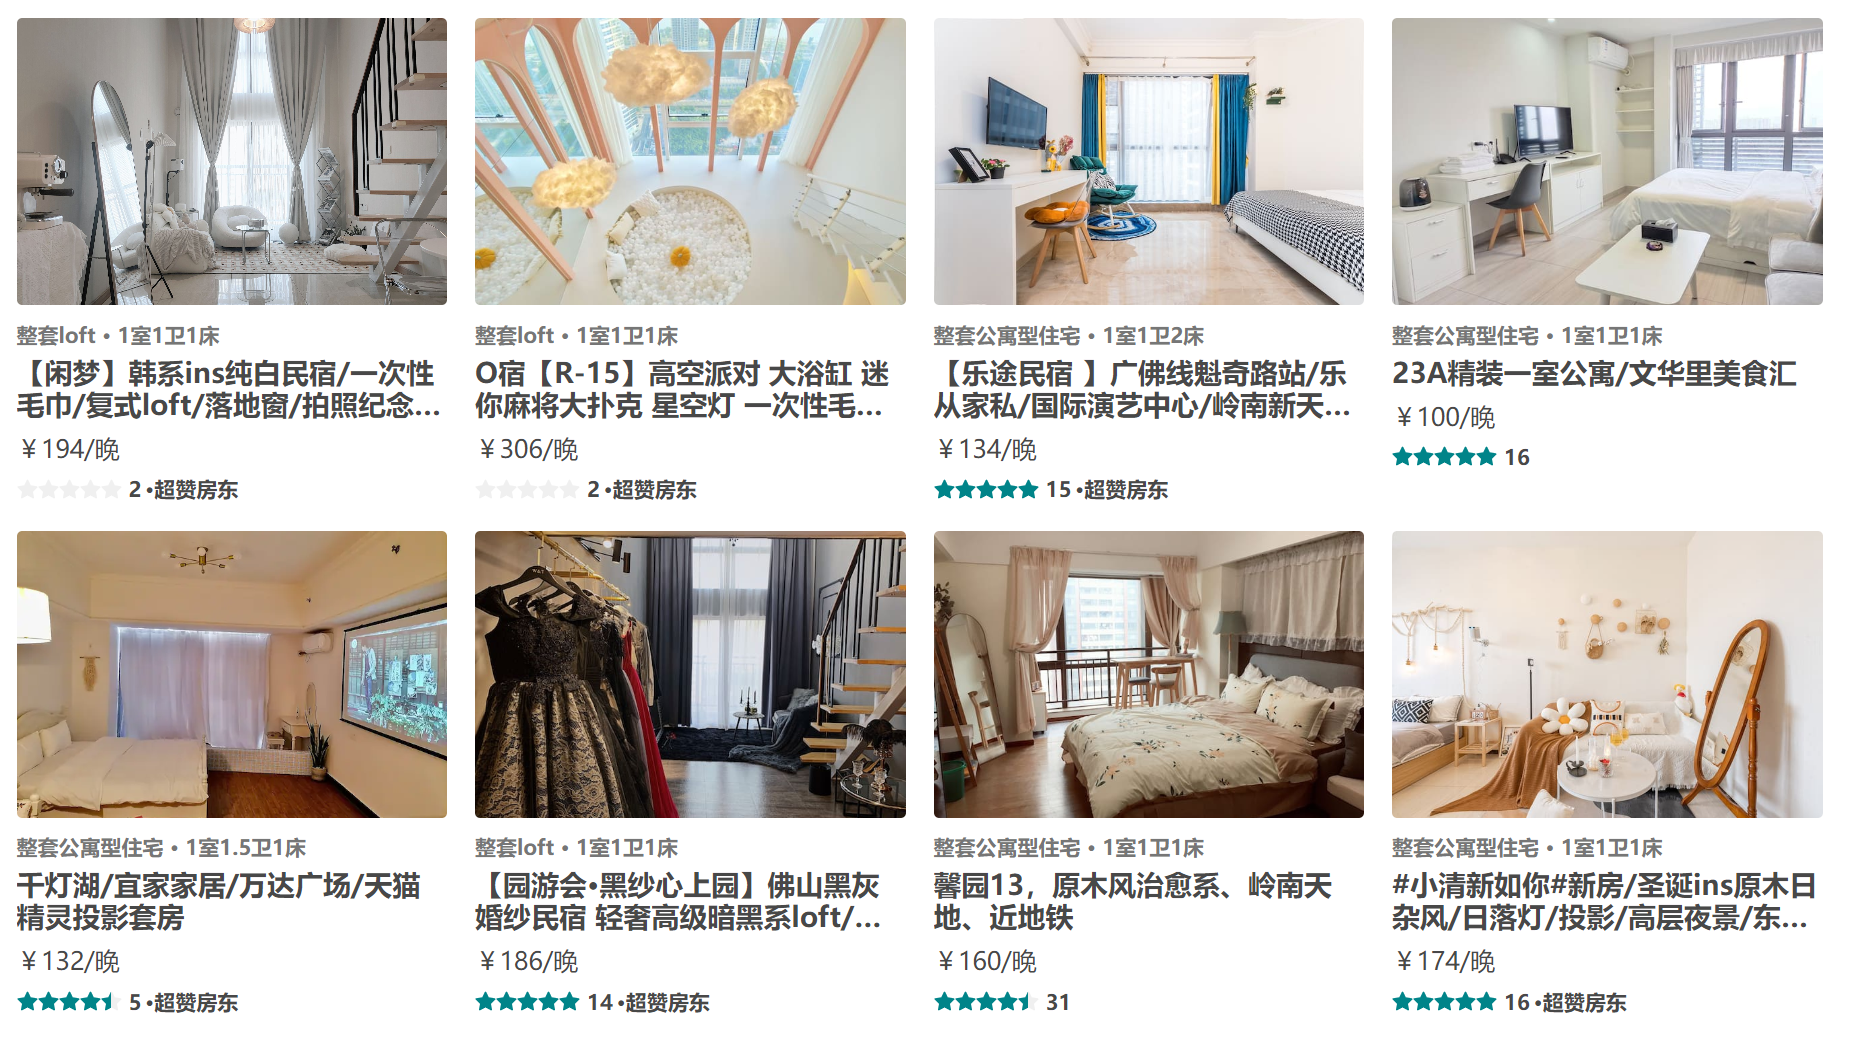 整套loft · 1室1卫1床
【闲梦】韩系ins纯白民宿/一次性
毛巾/复式loft/落地窗/拍照纪念...
￥194/晚
2 ·超赞房东
整套loft · 1室1卫1床
O宿【R-15】高空派对 大浴缸 迷
你麻将大扑克 星空灯 一次性毛...
￥306/晚
2 ·超赞房东
整套公寓型住宅 · 1室1卫2床
【乐途民宿 】广佛线魁奇路站/乐
从家私/国际演艺中心/岭南新天...
￥134/晚
15 ·超赞房东
整套公寓型住宅 · 1室1卫1床
23A精装一室公寓/文华里美食汇
￥100/晚
16
整套公寓型住宅 · 1室1.5卫1床
千灯湖/宜家家居/万达广场/天猫
精灵投影套房
￥132/晚
5 ·超赞房东
整套loft · 1室1卫1床
【园游会•黑纱心上园】佛山黑灰
婚纱民宿 轻奢高级暗黑系loft/...
￥186/晚
14 ·超赞房东
整套公寓型住宅 · 1室1卫1床
馨园13，原木风治愈系、岭南天
地、近地铁
￥160/晚
31
整套公寓型住宅 · 1室1卫1床
#小清新如你#新房/圣诞ins原木日
杂风/日落灯/投影/高层夜景/东...
￥174/晚
16 ·超赞房东